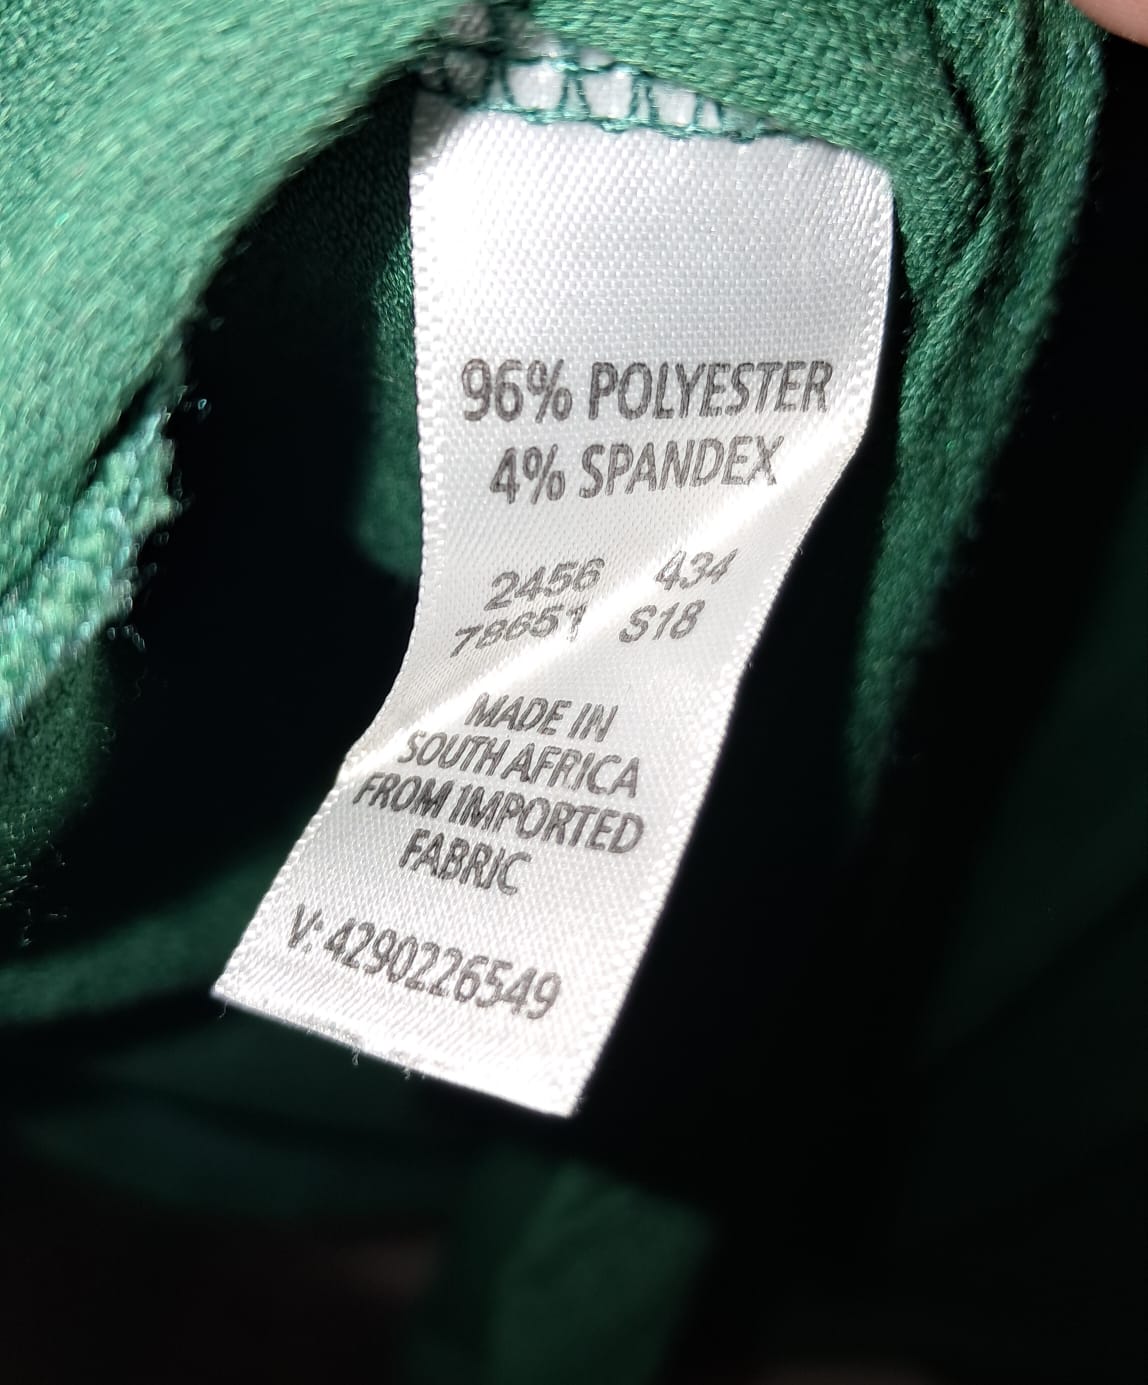 96% POLYESTER
4% SPANDEX
2456 434
78651 S18
MADE IN
SOUTH AFRICA
FROM IMPORTED
FABRIC
V: 4290226549